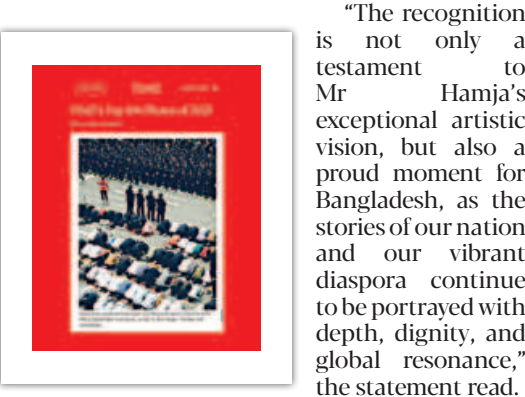 “The recognition
is not only a
testament to
Mr Hamja’s
exceptional artistic
vision, but also a
proud moment for
Bangladesh, as the
stories of our nation
and our vibrant
diaspora continue
to be portrayed with
depth, dignity, and
global resonance,”
the statement read.